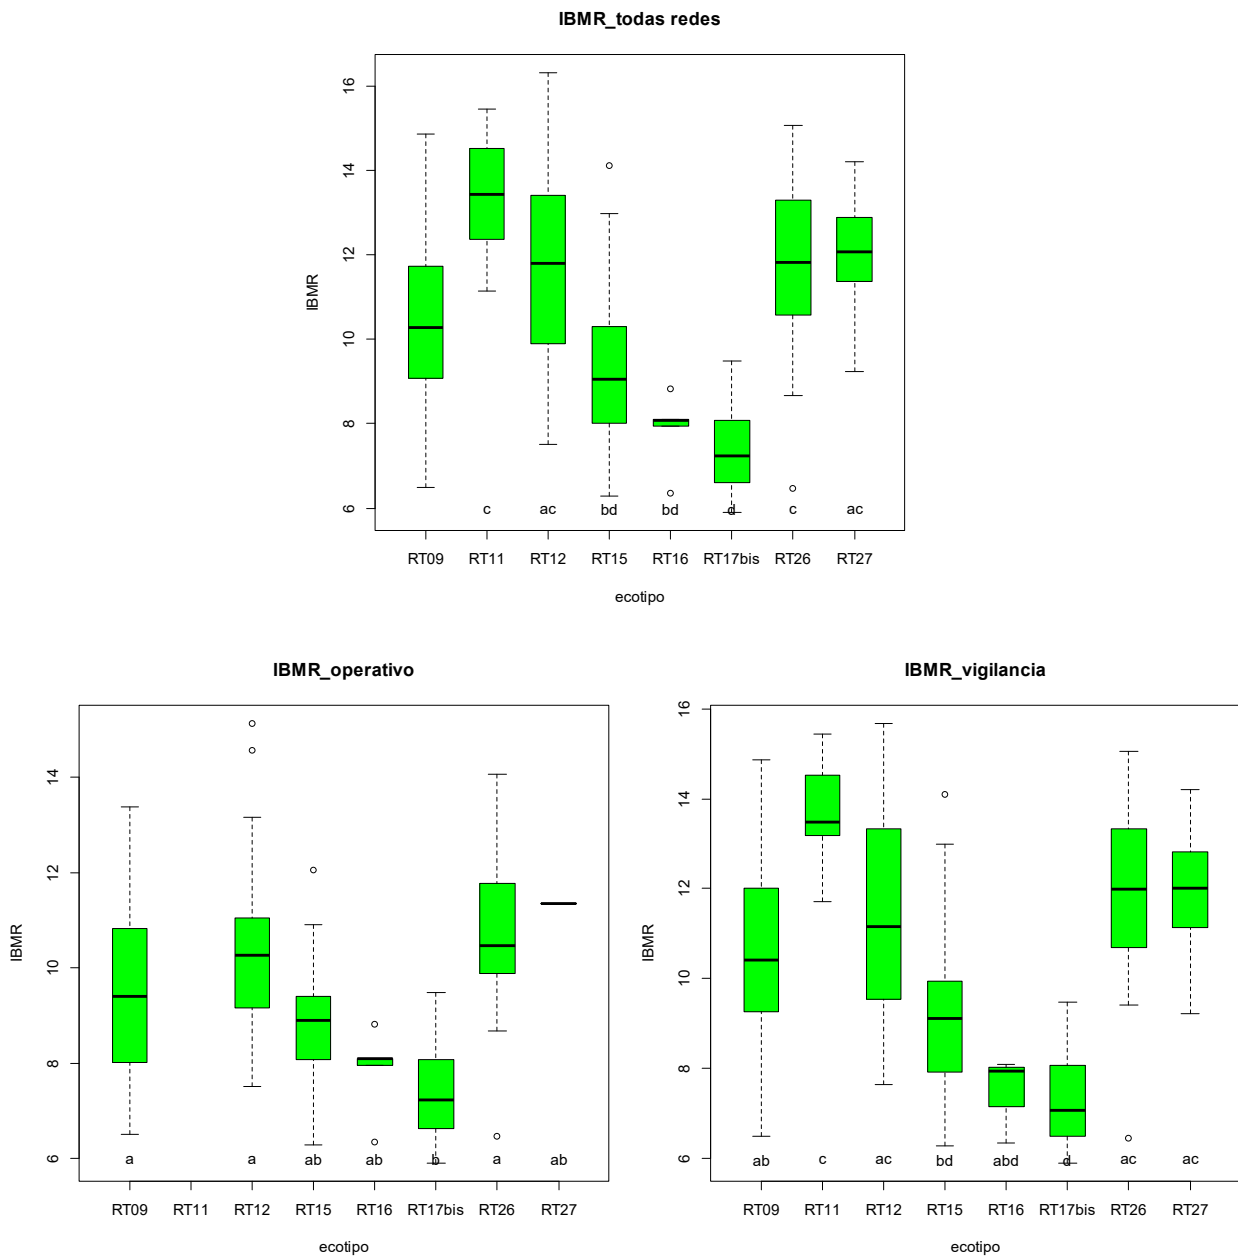 IBMR_todas redes
16
14
12
10
8
6
IBMR
c ac bd bd d c ac
RT09 RT11 RT12 RT15 RT16 RT17bis RT26 RT27
ecotipo
IBMR_operativo
14
12
10
8
6
IBMR
a a ab ab b a ab
RT09 RT11 RT12 RT15 RT16 RT17bis RT26 RT27
ecotipo
IBMR_vigilancia
16
14
12
10
8
6
IBMR
ab c ac bd abd d ac ac
RT09 RT11 RT12 RT15 RT16 RT17bis RT26 RT27
ecotipo